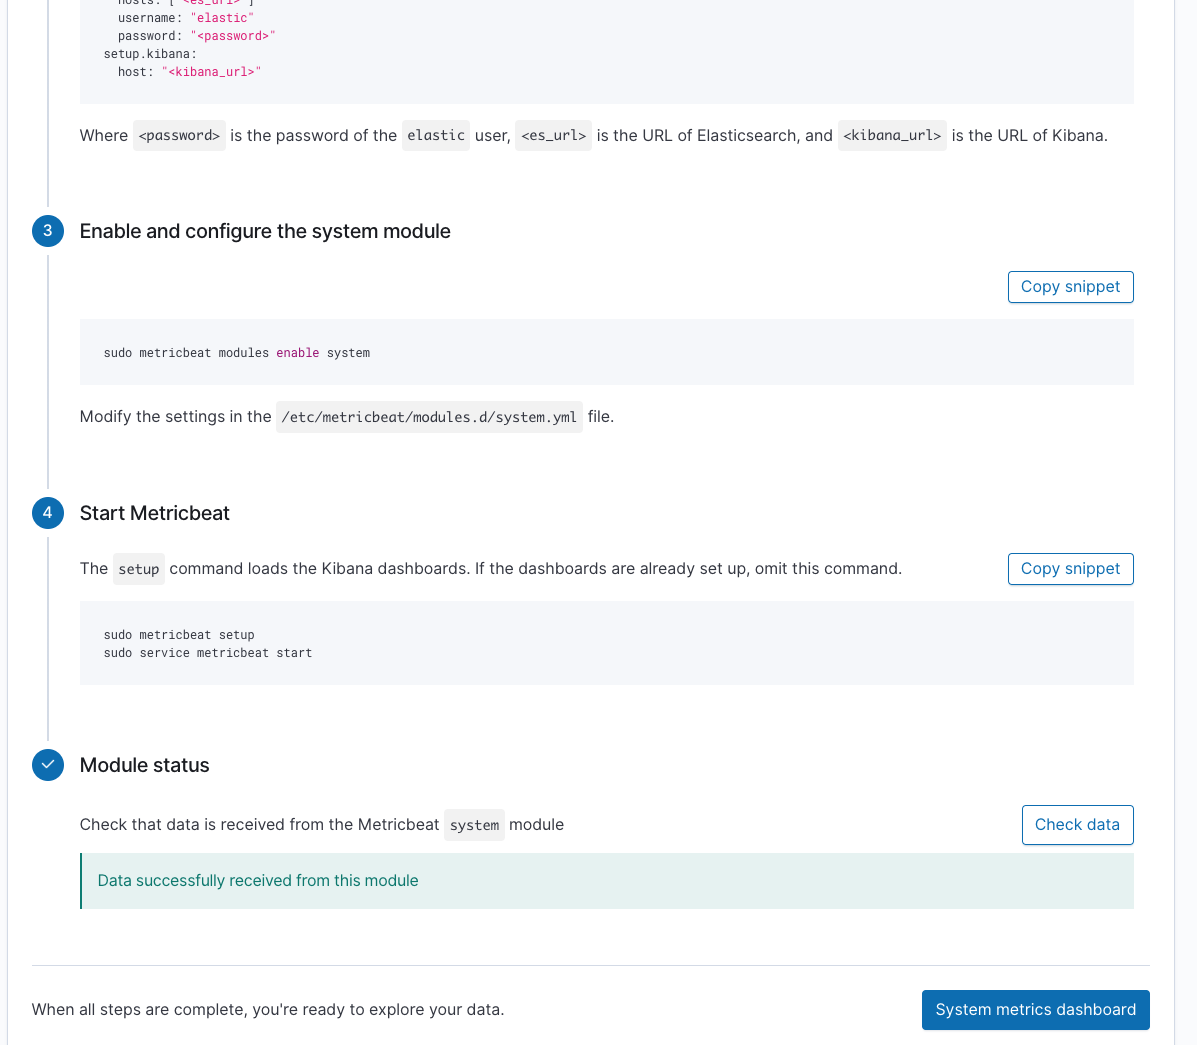 hosts: ["<es_url>"]
username: "elastic"
password: "<password>"
setup.kibana:
host: "<kibana_url>"
Where <password> is the password of the elastic user, <es_url> is the URL of Elasticsearch, and <kibana_url> is the URL of Kibana.
3 Enable and configure the system module
Copy snippet
sudo metricbeat modules enable system
Modify the settings in the /etc/metricbeat/modules.d/system.yml file.
4 Start Metricbeat
The setup command loads the Kibana dashboards. If the dashboards are already set up, omit this command.
Copy snippet
sudo metricbeat setup
sudo service metricbeat start
Module status
Check that data is received from the Metricbeat system module
Check data
Data successfully received from this module
When all steps are complete, you're ready to explore your data.
System metrics dashboard